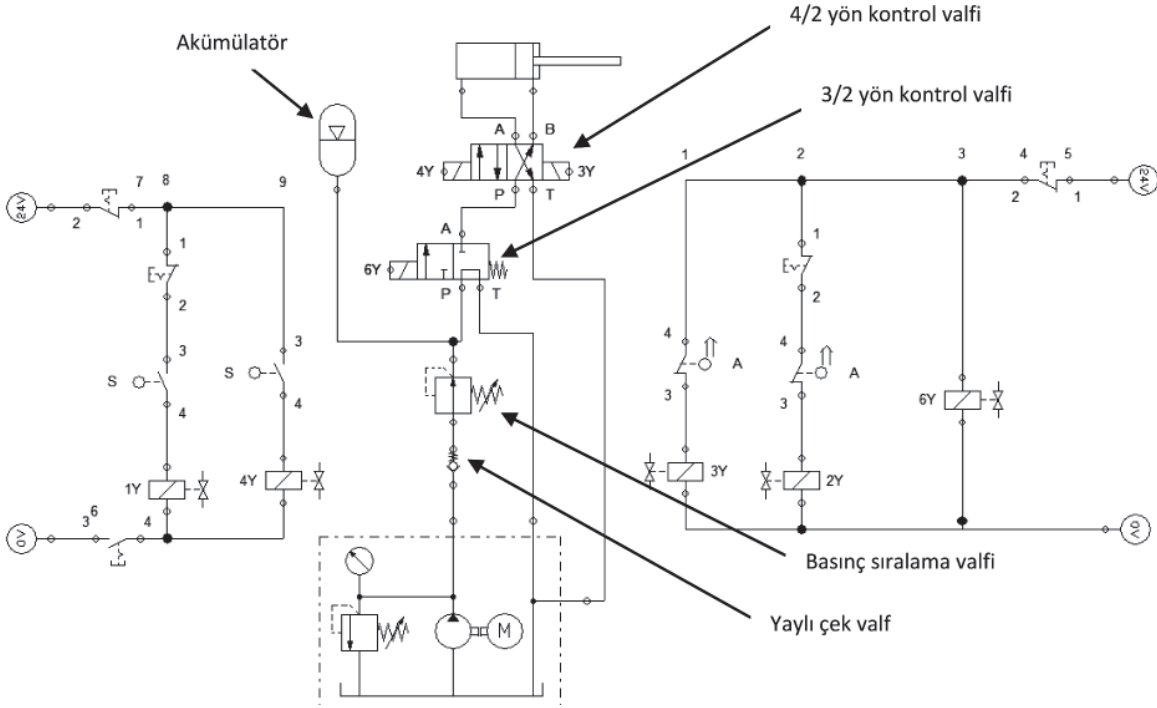 4/2 yön kontrol valfi
Akümülatör
3/2 yön kontrol valfi
A B
4Y 3Y
P T
A
6Y
P T
7 8 9
24V
2 1
1
2
3 3
S S
4 4
1Y 4Y
3 6 4
0V
1 2 3 4 5
2 1
24V
1
2
4 4
A A
3 3
6Y
3Y 2Y
0V
M
Basınç sıralama valfi
Yaylı çek valf